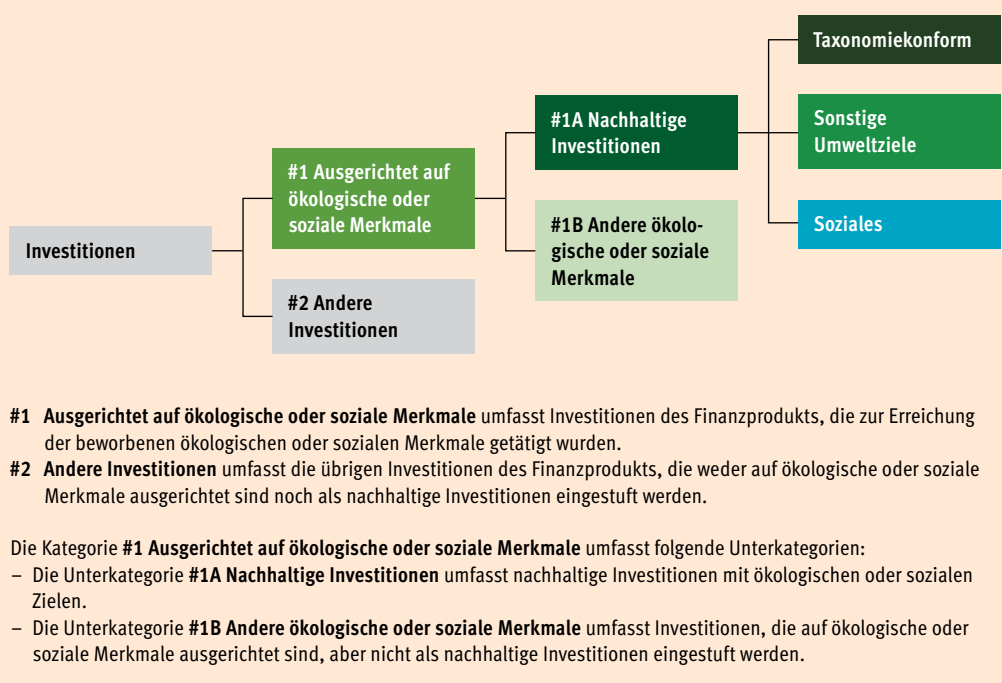 Taxonomiekonform
#1A Nachhaltige
Investitionen
Sonstige
Umweltziele
#1 Ausgerichtet auf
ökologische oder
soziale Merkmale
#1B Andere ökolo-
gische oder soziale
Merkmale
Soziales
Investitionen
#2 Andere
Investitionen
#1 Ausgerichtet auf ökologische oder soziale Merkmale umfasst Investitionen des Finanzprodukts, die zur Erreichung
der beworbenen ökologischen oder sozialen Merkmale getätigt wurden.
#2 Andere Investitionen umfasst die übrigen Investitionen des Finanzprodukts, die weder auf ökologische oder soziale
Merkmale ausgerichtet sind noch als nachhaltige Investitionen eingestuft werden.
Die Kategorie #1 Ausgerichtet auf ökologische oder soziale Merkmale umfasst folgende Unterkategorien:
– Die Unterkategorie #1A Nachhaltige Investitionen umfasst nachhaltige Investitionen mit ökologischen oder sozialen
Zielen.
– Die Unterkategorie #1B Andere ökologische oder soziale Merkmale umfasst Investitionen, die auf ökologische oder
soziale Merkmale ausgerichtet sind, aber nicht als nachhaltige Investitionen eingestuft werden.